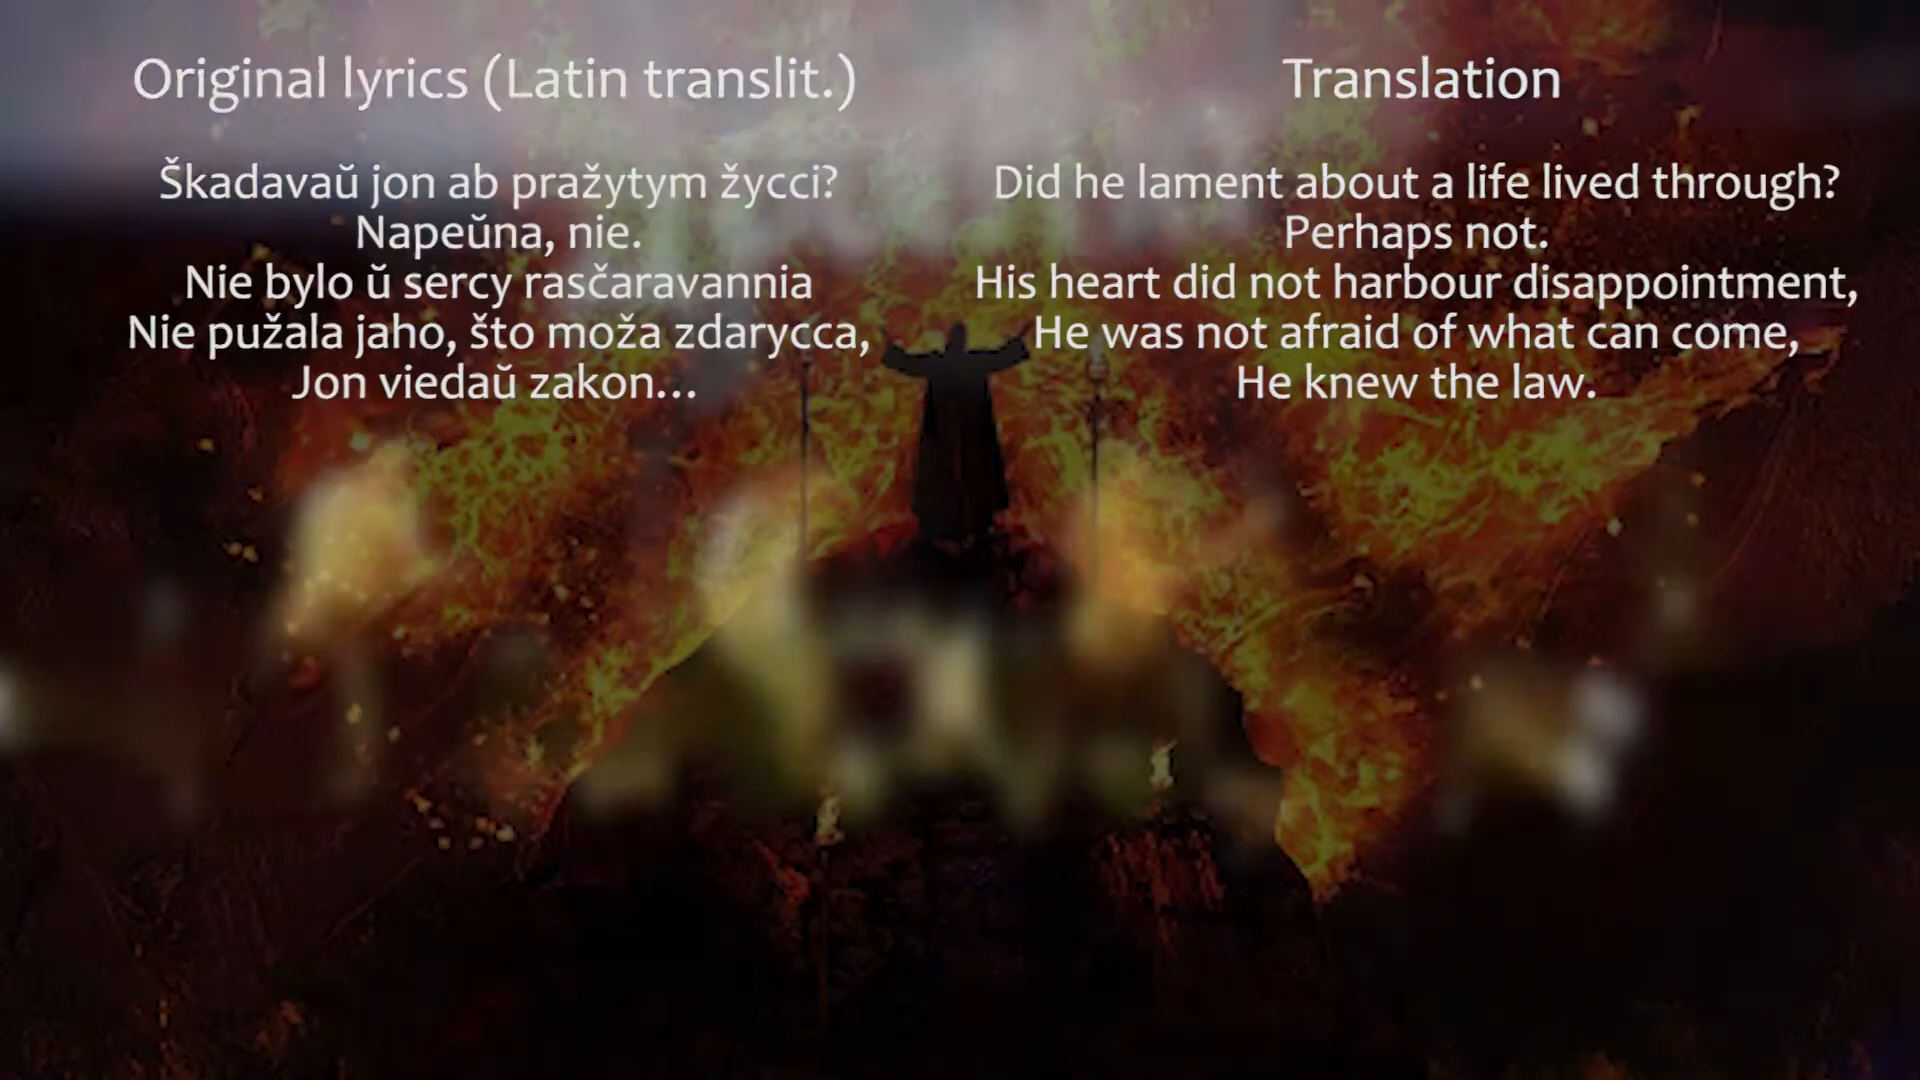 Original lyrics (Latin translit.)
Škadavaŭ jon ab pražytym žycci?
Napeŭna, nie.
Nie bylo ŭ sercy rasčaravannia
Nie pužala jaho, što moža zdarycca,
Jon viedaŭ zakon...
Translation
Did he lament about a life lived through?
Perhaps not.
His heart did not harbour disappointment,
He was not afraid of what can come,
He knew the law.